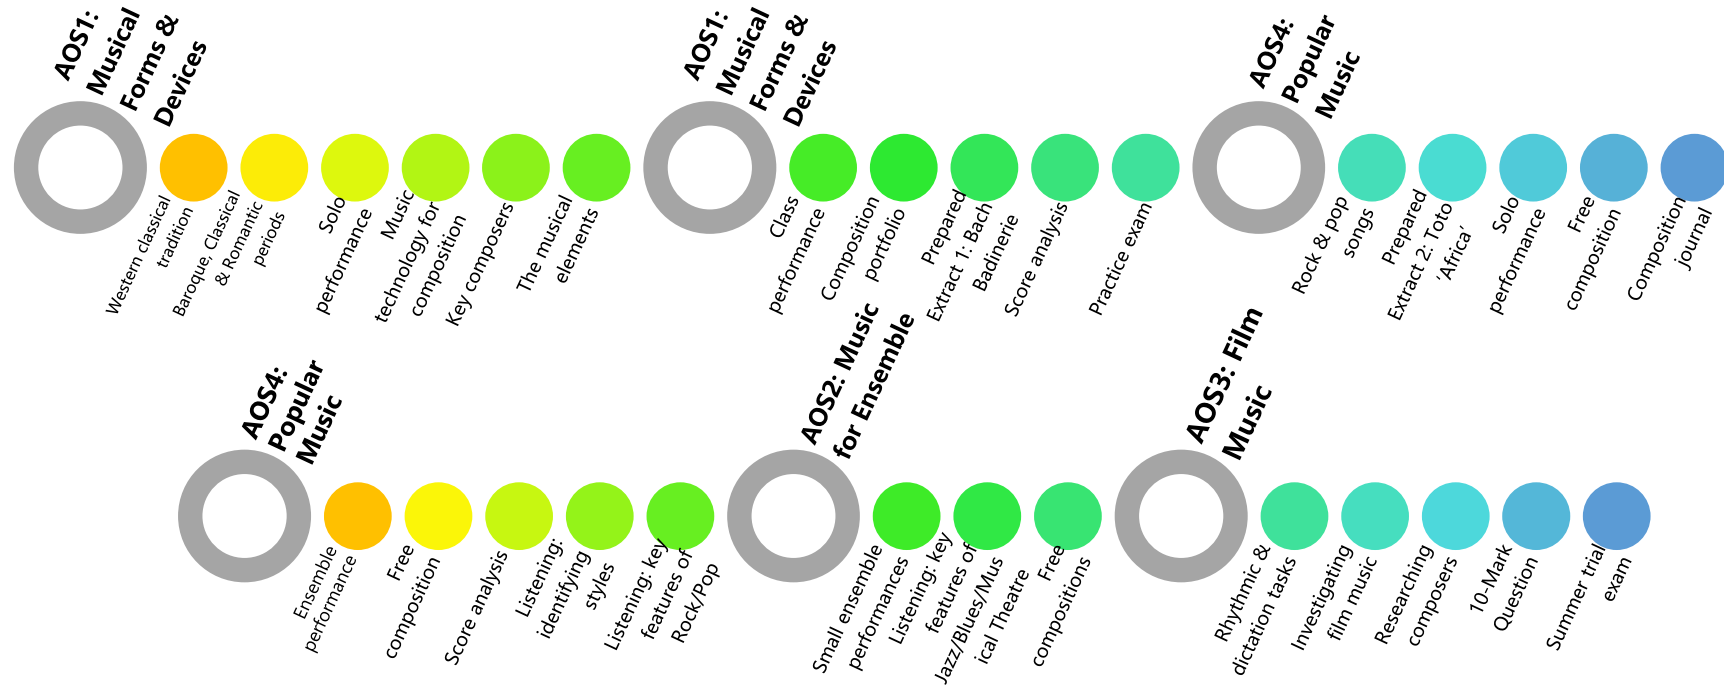 AOS1:
Musical
Forms &
Devices
Western classical
tradition
Baroque, Classical
& Romantic
periods
Solo
performance
Music
technology for
composition
Key composers
The musical
elements
AOS1:
Musical
Forms &
Devices
Class
performance
Composition
portfolio
Prepared
Extract 1: Bach
Badinerie
Score analysis
Practice exam
AOS4:
Popular
Music
Rock & pop
songs
Prepared
Extract 2: Toto
‘Africa’
Solo
performance
Free
composition
Composition
journal
AOS4:
Popular
Music
Ensemble
performance
Free
composition
Score analysis
Listening:
identifying
styles
Listening: key
features of
Rock/Pop
AOS2: Music
for Ensemble
Small ensemble
performances
Listening: key
features of
Jazz/Blues/Mus
ical Theatre
Free
compositions
AOS3: Film
Music
Rhythmic &
dictation tasks
Investigating
film music
Researching
composers
10-Mark
Question
Summer trial
exam